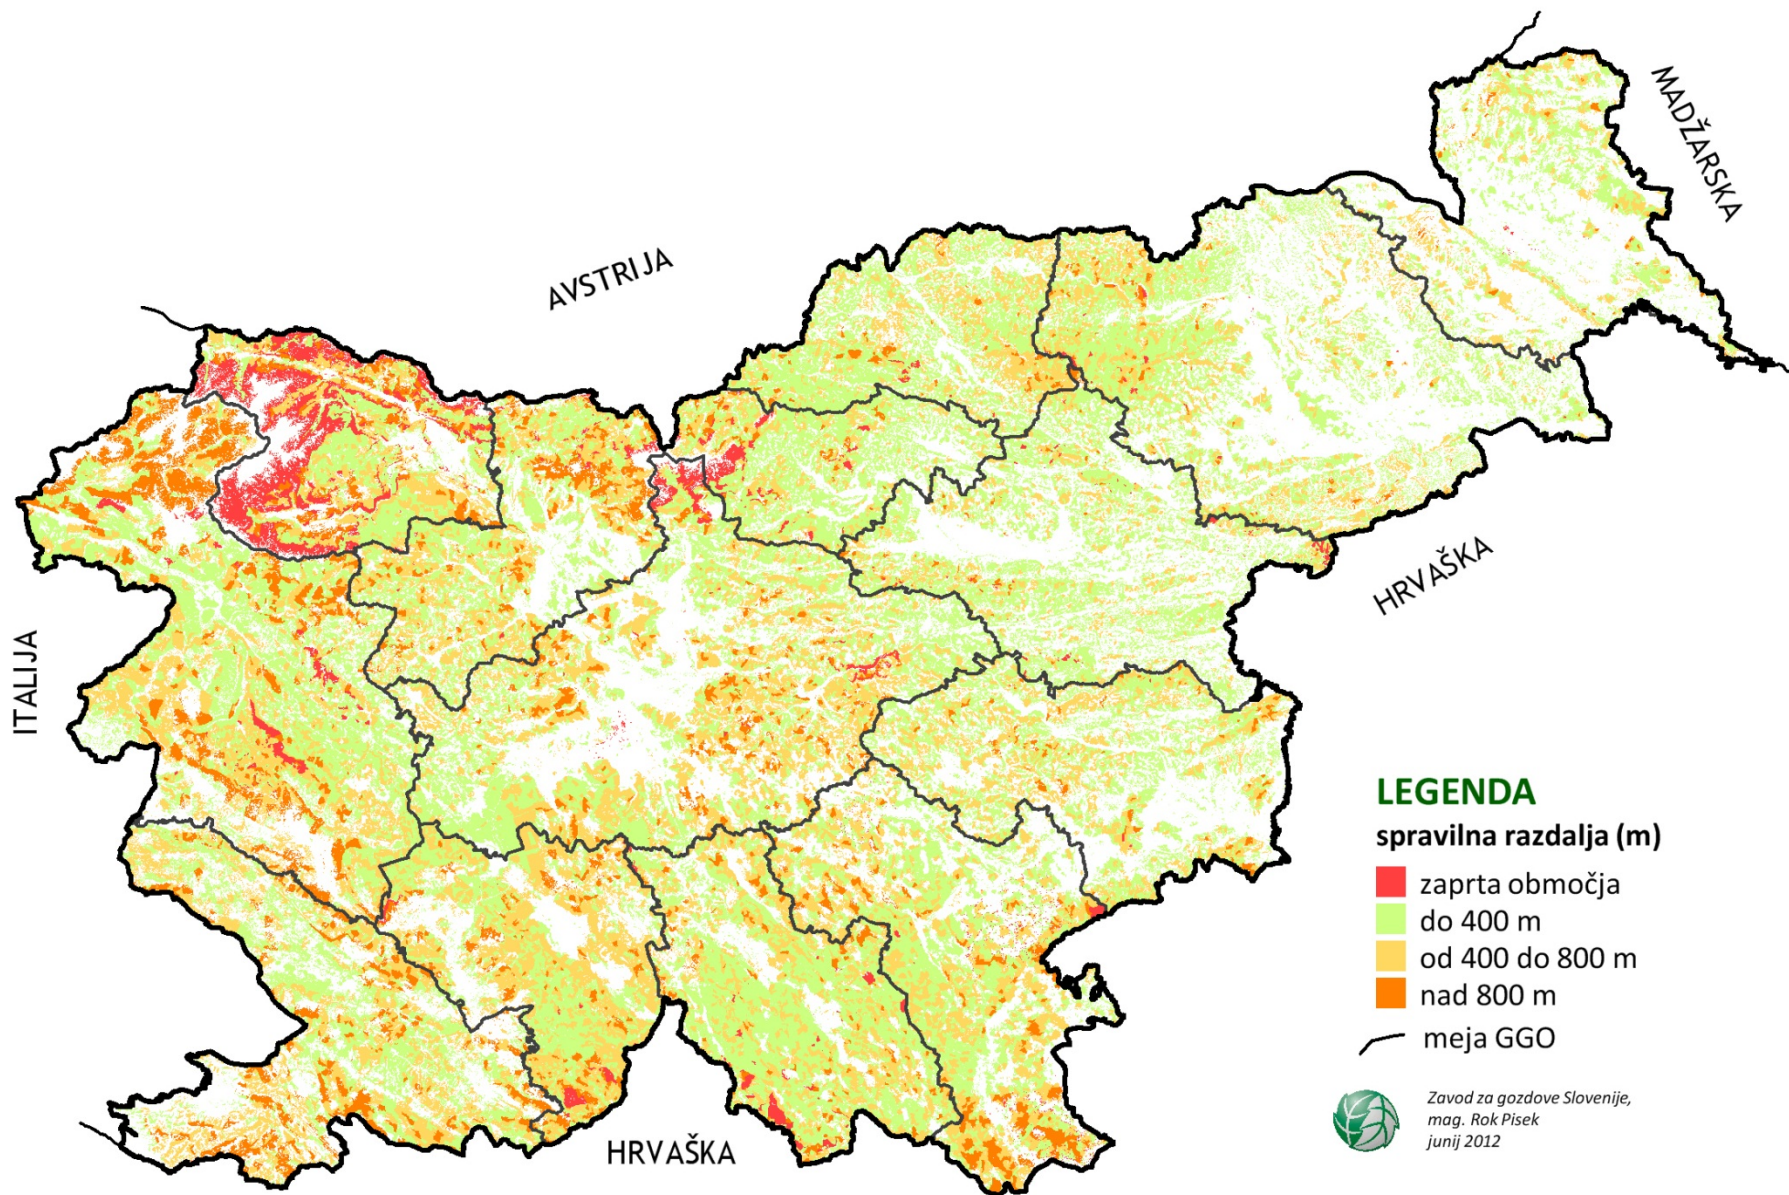 MADŽARSKA
AVSTRIJA
HRVAŠKA
ITALIJA
LEGENDA
spravilna razdalja (m)
zaprta območja
do 400 m
od 400 do 800 m
nad 800 m
meja GGO
Zavod za gozdove Slovenije,
mag. Rok Pisek
junij 2012
HRVAŠKA